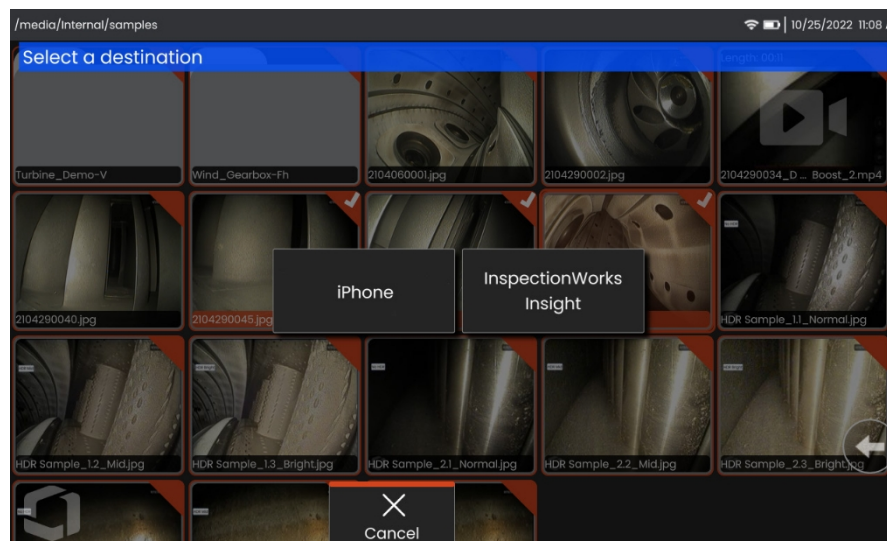 /media/Internal/samples
10/25/2022 11:08
Select a destination
Length: 00:11
Turbine_Demo-V
Wind_Gearbox-Fh
2104060001.jpg
2104290002.jpg
2104290034_D ... Boost_2.mp4
iPhone
InspectionWorks
Insight
2104290040.jpg
2104290045.jpg
HDR Sample_1.1_Normal.jpg
HDR Sample_1.2_Mid.jpg
HDR Sample_1.3_Bright.jpg
HDR Sample_2.1_Normal.jpg
HDR Sample_2.2_Mid.jpg
HDR Sample_2.3_Bright.jpg
Cancel